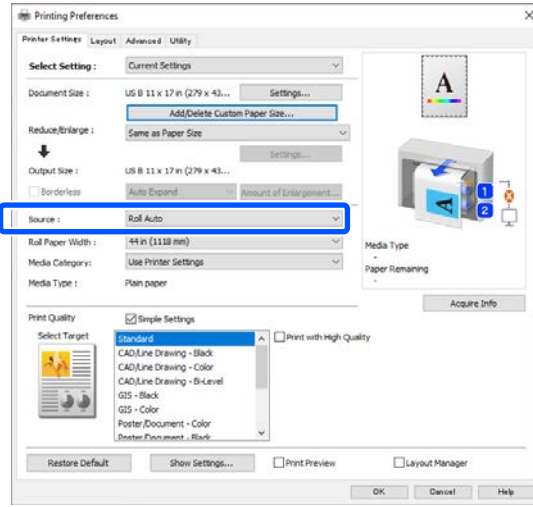 Printing Preferences
Printer Settings Layout Advanced Utility
Select Setting : Current Settings
Document Size : US B 11 x 17 in (279 x 43... Settings...
Add/Delete Custom Paper Size...
Reduce/Enlarge : Same as Paper Size
Settings...
Output Size : US B 11 x 17 in (279 x 43...
Borderless Auto Expand Amount of Enlargement...
Source : Roll Auto
Roll Paper Width : 44 in (1118 mm)
Media Category: Use Printer Settings
Media Type : Plain paper
A
A
1
2
Media Type
-
Paper Remaining
-
Acquire Info
Print Quality Simple Settings
Select Target
Standard
CAD/Line Drawing - Black
CAD/Line Drawing - Color
CAD/Line Drawing - Bi-Level
GIS - Black
GIS - Color
Poster/Document - Color
Poster/Document - Black
Print with High Quality
Restore Default Show Settings... Print Preview Layout Manager
OK Cancel Help